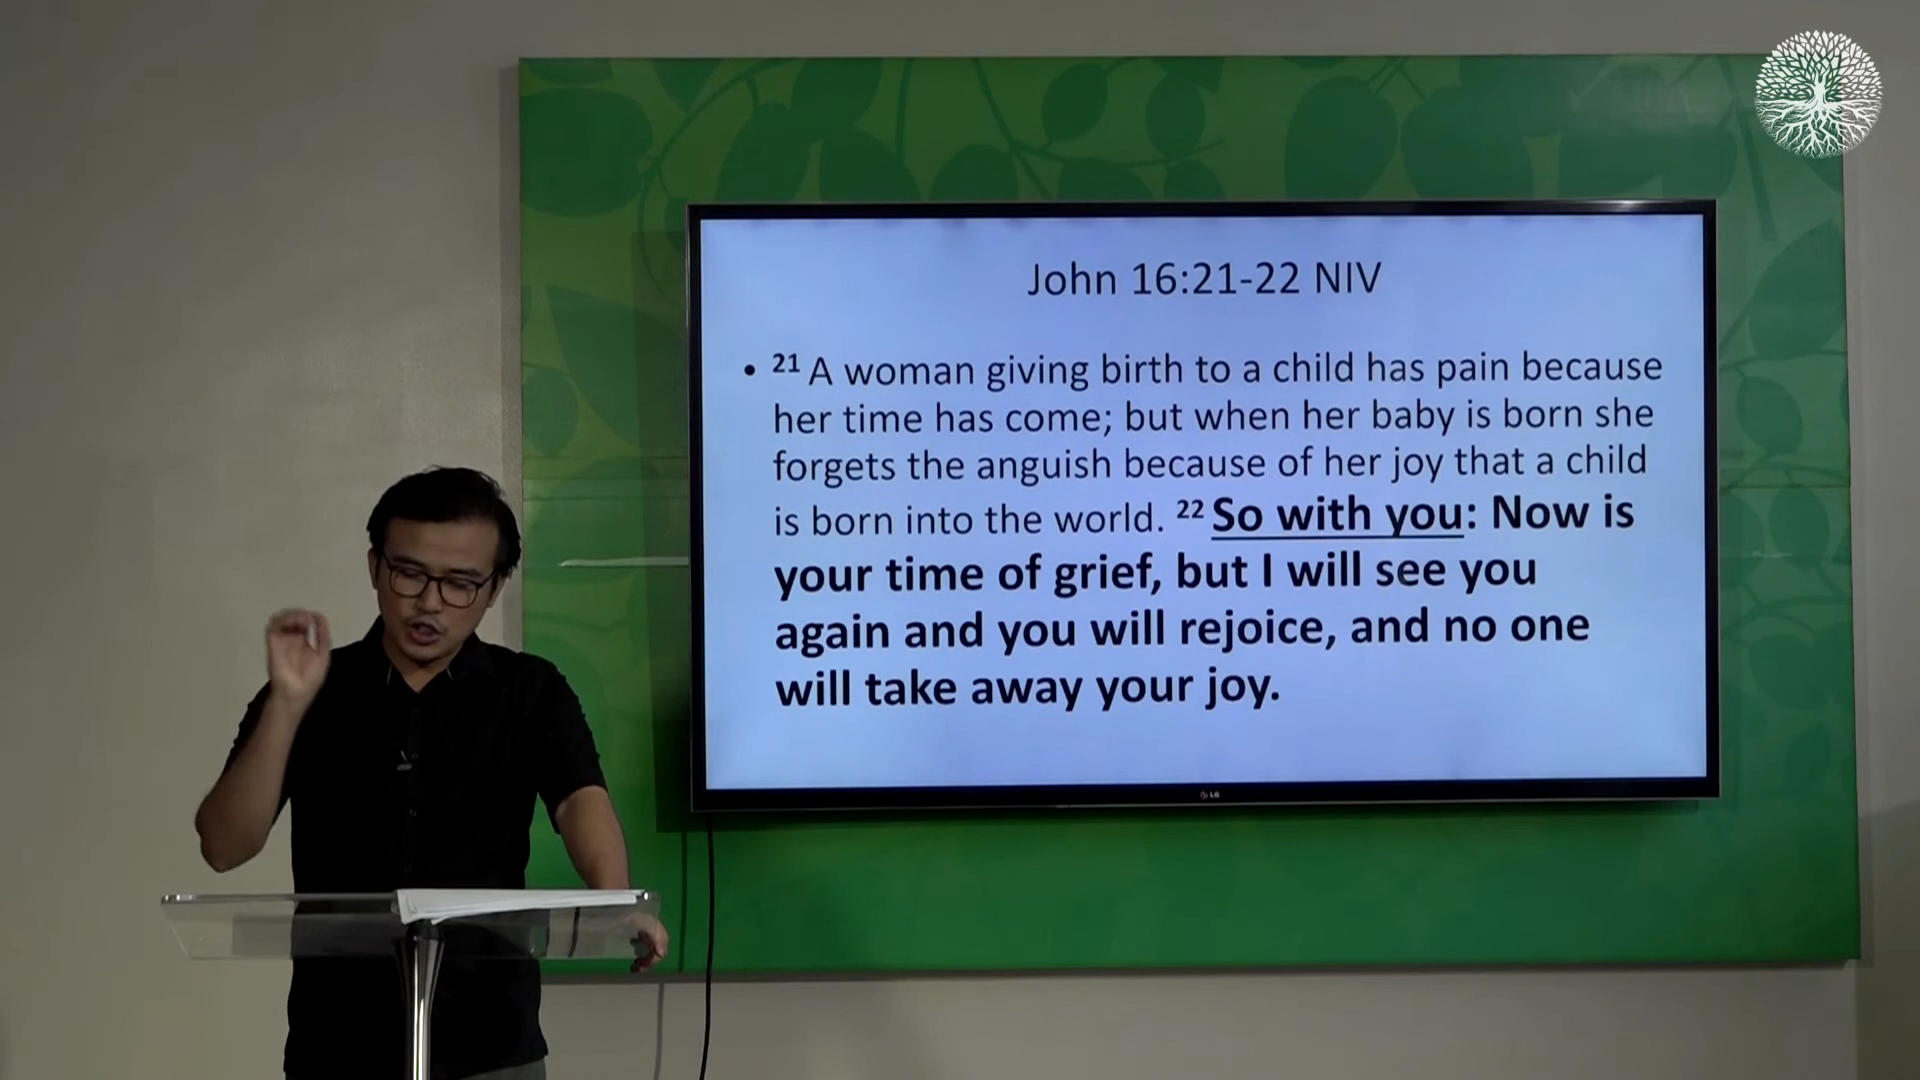 John 16:21-22 NIV
• 21 A woman giving birth to a child has pain because
her time has come; but when her baby is born she
forgets the anguish because of her joy that a child
is born into the world. 22 So with you: Now is
your time of grief, but I will see you
again and you will rejoice, and no one
will take away your joy.
LG